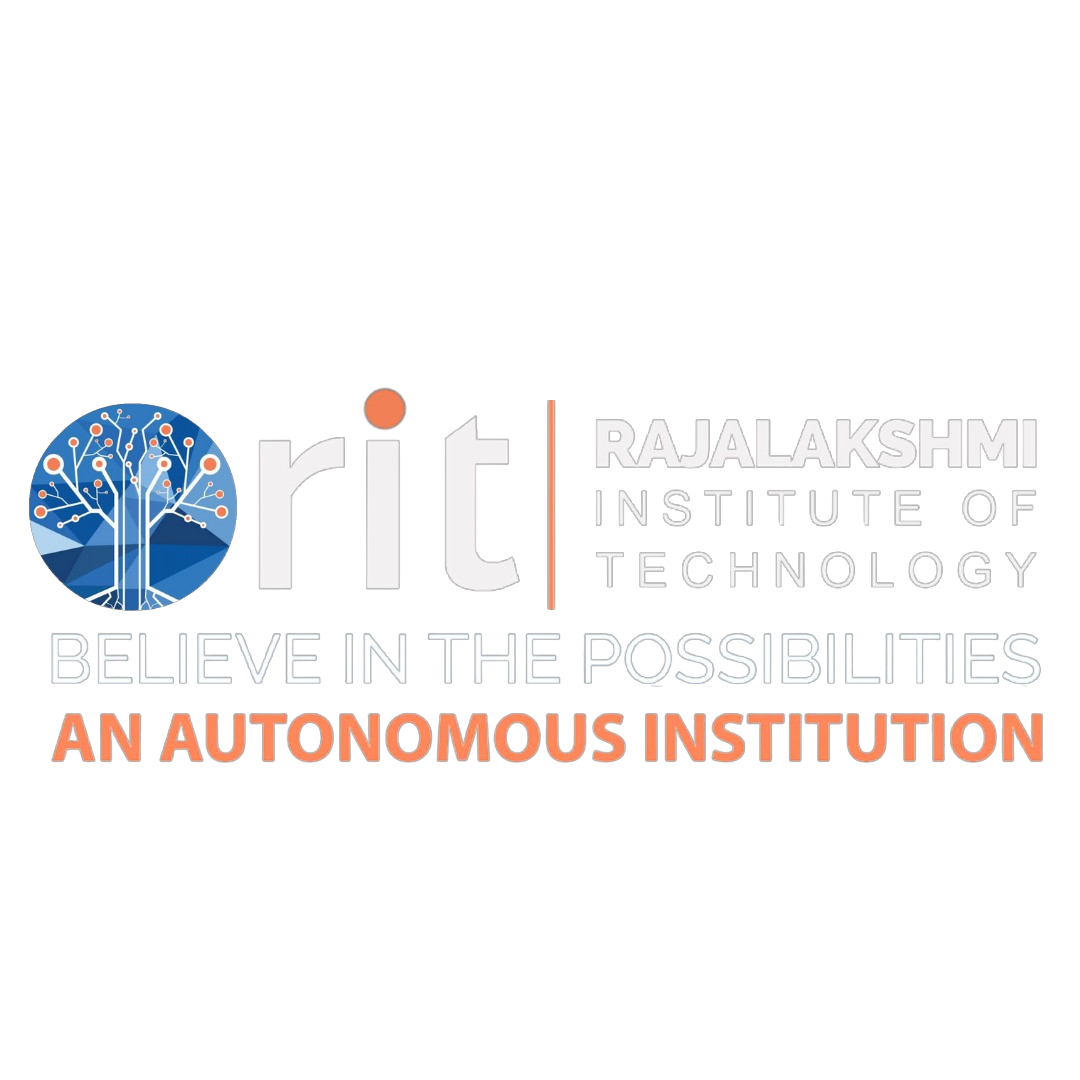 rit
RAJALAKSHMI
INSTITUTE OF
TECHNOLOGY
BELIEVE IN THE POSSIBILITIES
AN AUTONOMOUS INSTITUTION